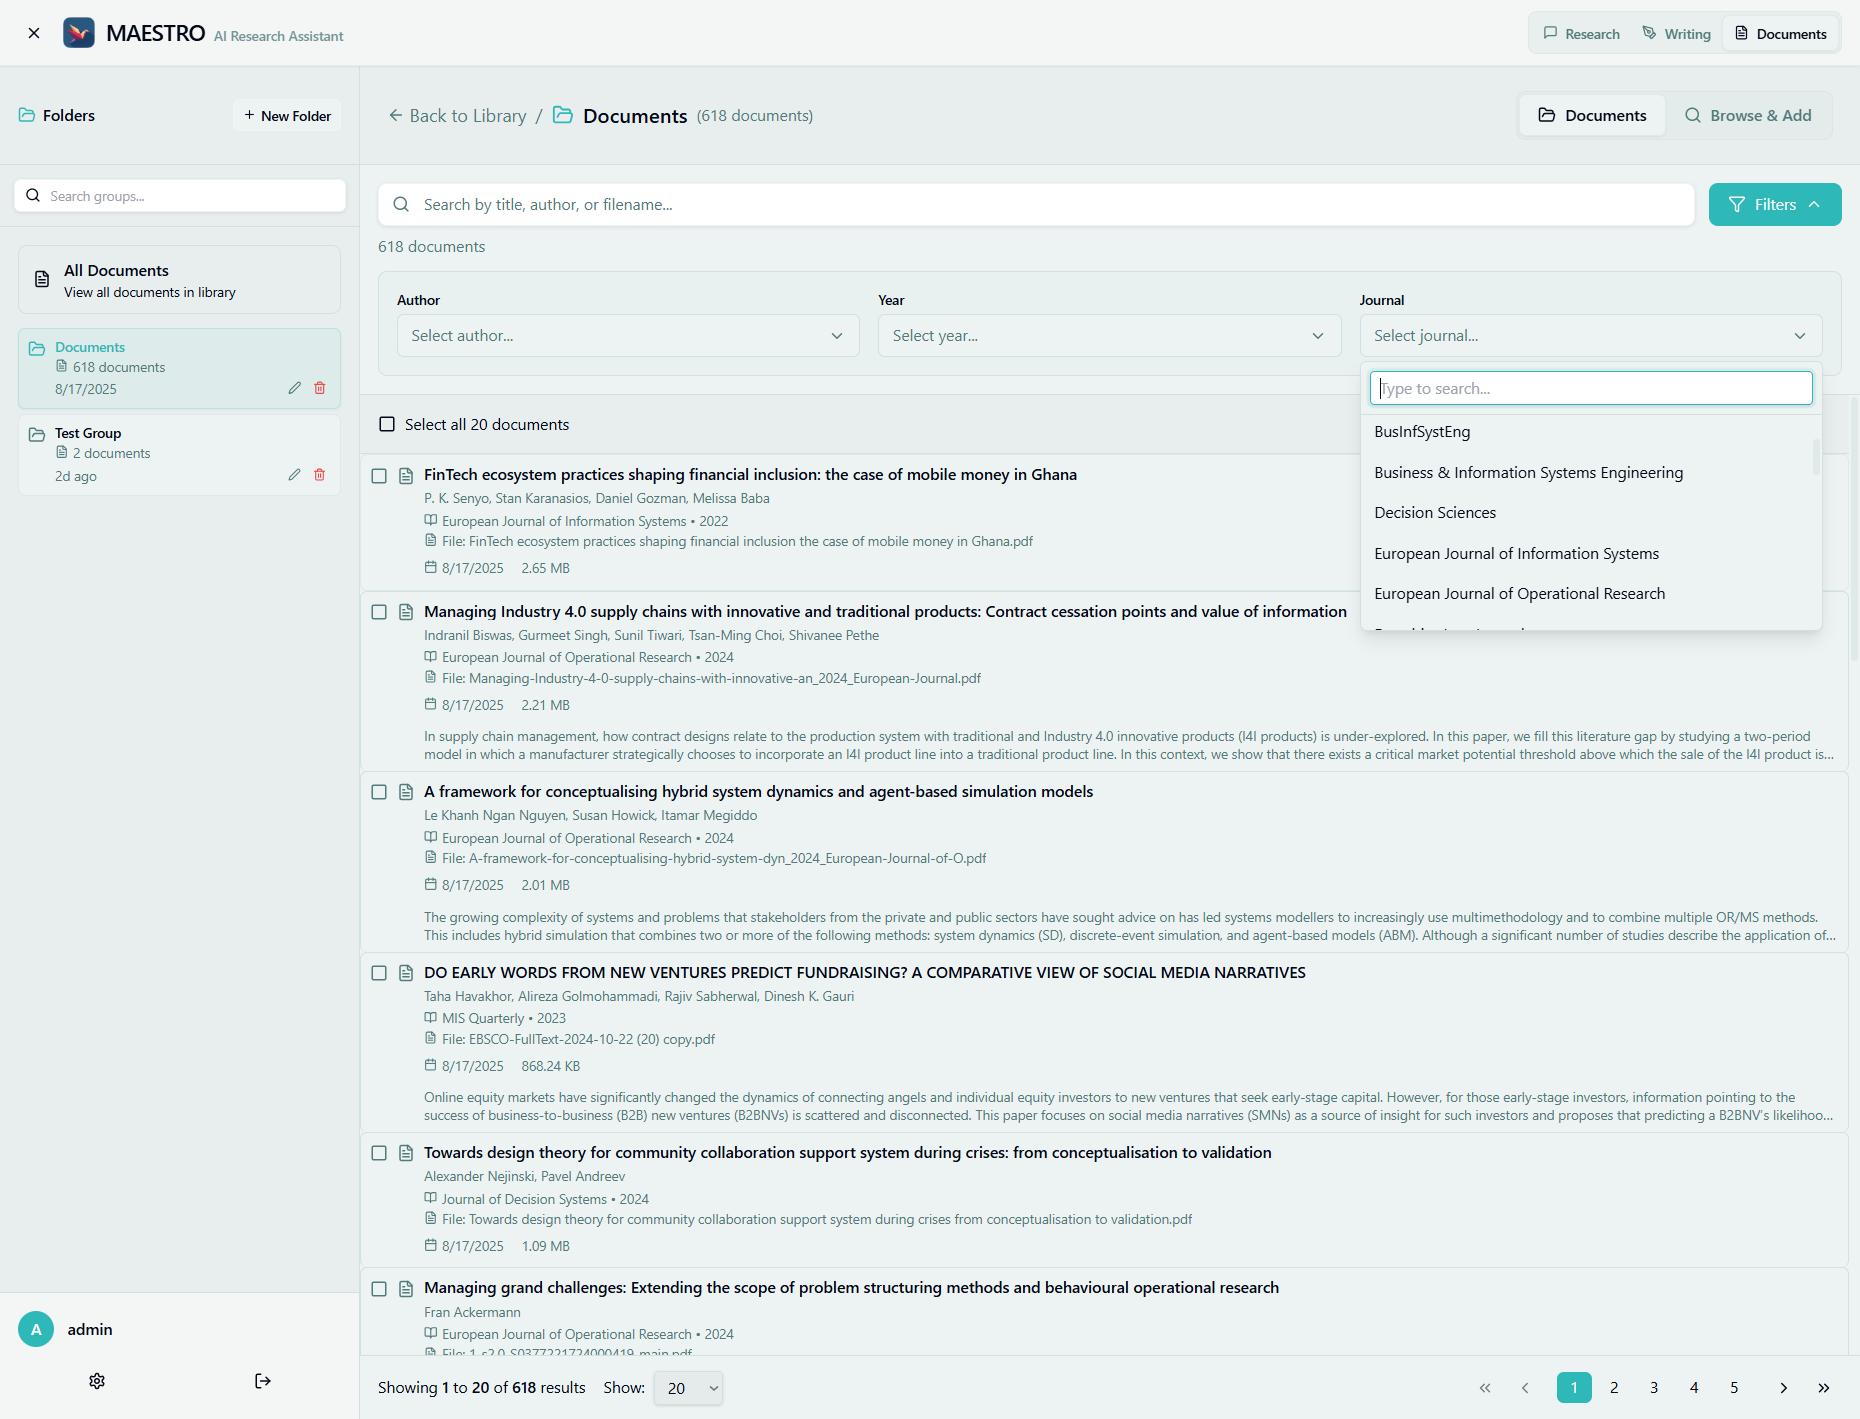 MAESTRO AI Research Assistant
Research
Writing
Documents
Folders
+ New Folder
Search groups...
All Documents
View all documents in library
Documents
618 documents
8/17/2025
Test Group
2 documents
2d ago
A
admin
Back to Library / Documents (618 documents)
Documents
Browse & Add
Search by title, author, or filename...
Filters
618 documents
Author
Select author...
Year
Select year...
Journal
Select journal...
Type to search...
BusInfSystEng
Business & Information Systems Engineering
Decision Sciences
European Journal of Information Systems
European Journal of Operational Research
Select all 20 documents
FinTech ecosystem practices shaping financial inclusion: the case of mobile money in Ghana
P. K. Senyo, Stan Karanasios, Daniel Gozman, Melissa Baba
European Journal of Information Systems • 2022
File: FinTech ecosystem practices shaping financial inclusion the case of mobile money in Ghana.pdf
8/17/2025 2.65 MB
Managing Industry 4.0 supply chains with innovative and traditional products: Contract cessation points and value of information
Indranil Biswas, Gurmeet Singh, Sunil Tiwari, Tsan-Ming Choi, Shivanee Pethe
European Journal of Operational Research • 2024
File: Managing-Industry-4-0-supply-chains-with-innovative-an_2024_European-Journal.pdf
8/17/2025 2.21 MB
In supply chain management, how contract designs relate to the production system with traditional and Industry 4.0 innovative products (I4I products) is under-explored. In this paper, we fill this literature gap by studying a two-period
model in which a manufacturer strategically chooses to incorporate an I4I product line into a traditional product line. In this context, we show that there exists a critical market potential threshold above which the sale of the I4I product is...
A framework for conceptualising hybrid system dynamics and agent-based simulation models
Le Khanh Ngan Nguyen, Susan Howick, Itamar Megiddo
European Journal of Operational Research • 2024
File: A-framework-for-conceptualising-hybrid-system-dyn_2024_European-Journal-of-O.pdf
8/17/2025 2.01 MB
The growing complexity of systems and problems that stakeholders from the private and public sectors have sought advice on has led systems modellers to increasingly use multimethodology and to combine multiple OR/MS methods.
This includes hybrid simulation that combines two or more of the following methods: system dynamics (SD), discrete-event simulation, and agent-based models (ABM). Although a significant number of studies describe the application of...
DO EARLY WORDS FROM NEW VENTURES PREDICT FUNDRAISING? A COMPARATIVE VIEW OF SOCIAL MEDIA NARRATIVES
Taha Havakhor, Alireza Golmohammadi, Rajiv Sabherwal, Dinesh K. Gauri
MIS Quarterly • 2023
File: EBSCO-FullText-2024-10-22 (20) copy.pdf
8/17/2025 868.24 KB
Online equity markets have significantly changed the dynamics of connecting angels and individual equity investors to new ventures that seek early-stage capital. However, for those early-stage investors, information pointing to the
success of business-to-business (B2B) new ventures (B2BNVs) is scattered and disconnected. This paper focuses on social media narratives (SMNs) as a source of insight for such investors and proposes that predicting a B2BNV's likelihoo...
Towards design theory for community collaboration support system during crises: from conceptualisation to validation
Alexander Nejinski, Pavel Andreev
Journal of Decision Systems • 2024
File: Towards design theory for community collaboration support system during crises from conceptualisation to validation.pdf
8/17/2025 1.09 MB
Managing grand challenges: Extending the scope of problem structuring methods and behavioural operational research
Fran Ackermann
European Journal of Operational Research • 2024
File: 1-s2.0-S0377221724000419-main.pdf
Showing 1 to 20 of 618 results Show: 20
1 2 3 4 5